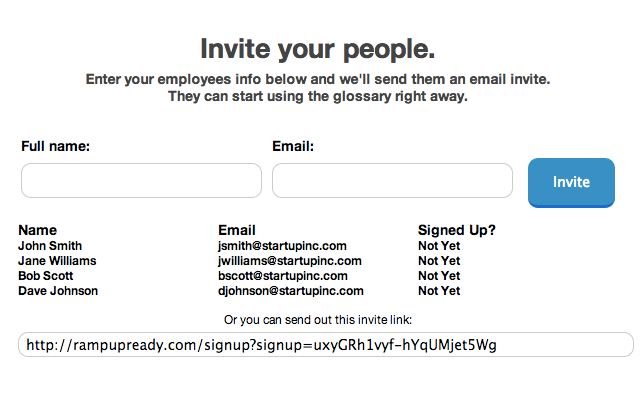 Invite your people.
Enter your employees info below and we'll send them an email invite.
They can start using the glossary right away.
Full name: Email:
Invite
Name Email Signed Up?
John Smith jsmith@startupinc.com Not Yet
Jane Williams jwilliams@startupinc.com Not Yet
Bob Scott bscott@startupinc.com Not Yet
Dave Johnson djohnson@startupinc.com Not Yet
Or you can send out this invite link:
http://rampupready.com/signup?signup=uxyGRh1vyf-hYqUMjet5Wg